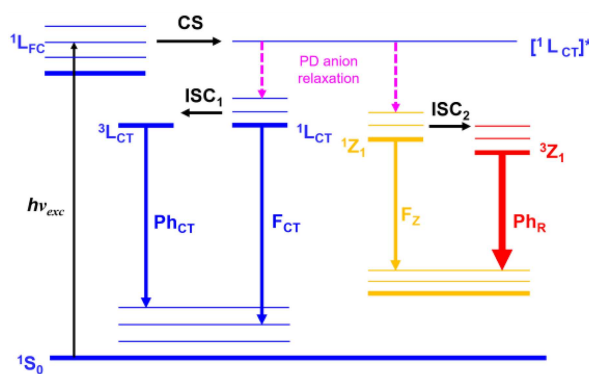 CS
¹L_FC
[¹L_CT]*
PD anion
relaxation
ISC₁
ISC₂
³L_CT
¹L_CT
¹Z₁
³Z₁
hν_exc
Ph_CT
F_CT
F_Z
Ph_R
¹S₀